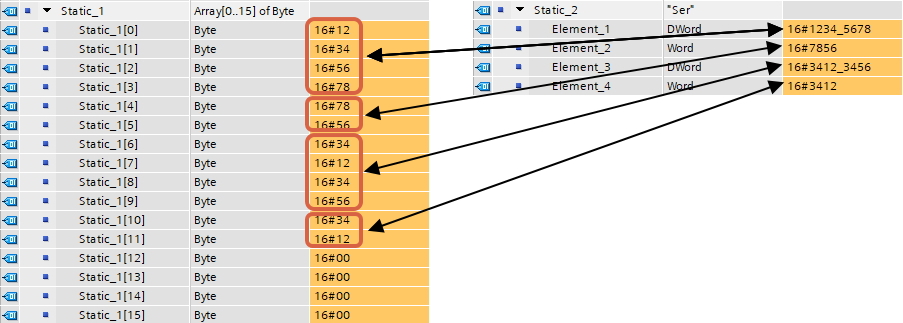 Static_1 Array[0..15] of Byte
Static_1[0] Byte 16#12
Static_1[1] Byte 16#34
Static_1[2] Byte 16#56
Static_1[3] Byte 16#78
Static_1[4] Byte 16#78
Static_1[5] Byte 16#56
Static_1[6] Byte 16#34
Static_1[7] Byte 16#12
Static_1[8] Byte 16#34
Static_1[9] Byte 16#56
Static_1[10] Byte 16#34
Static_1[11] Byte 16#12
Static_1[12] Byte 16#00
Static_1[13] Byte 16#00
Static_1[14] Byte 16#00
Static_1[15] Byte 16#00
Static_2 "Ser"
Element_1 DWord 16#1234_5678
Element_2 Word 16#7856
Element_3 DWord 16#3412_3456
Element_4 Word 16#3412